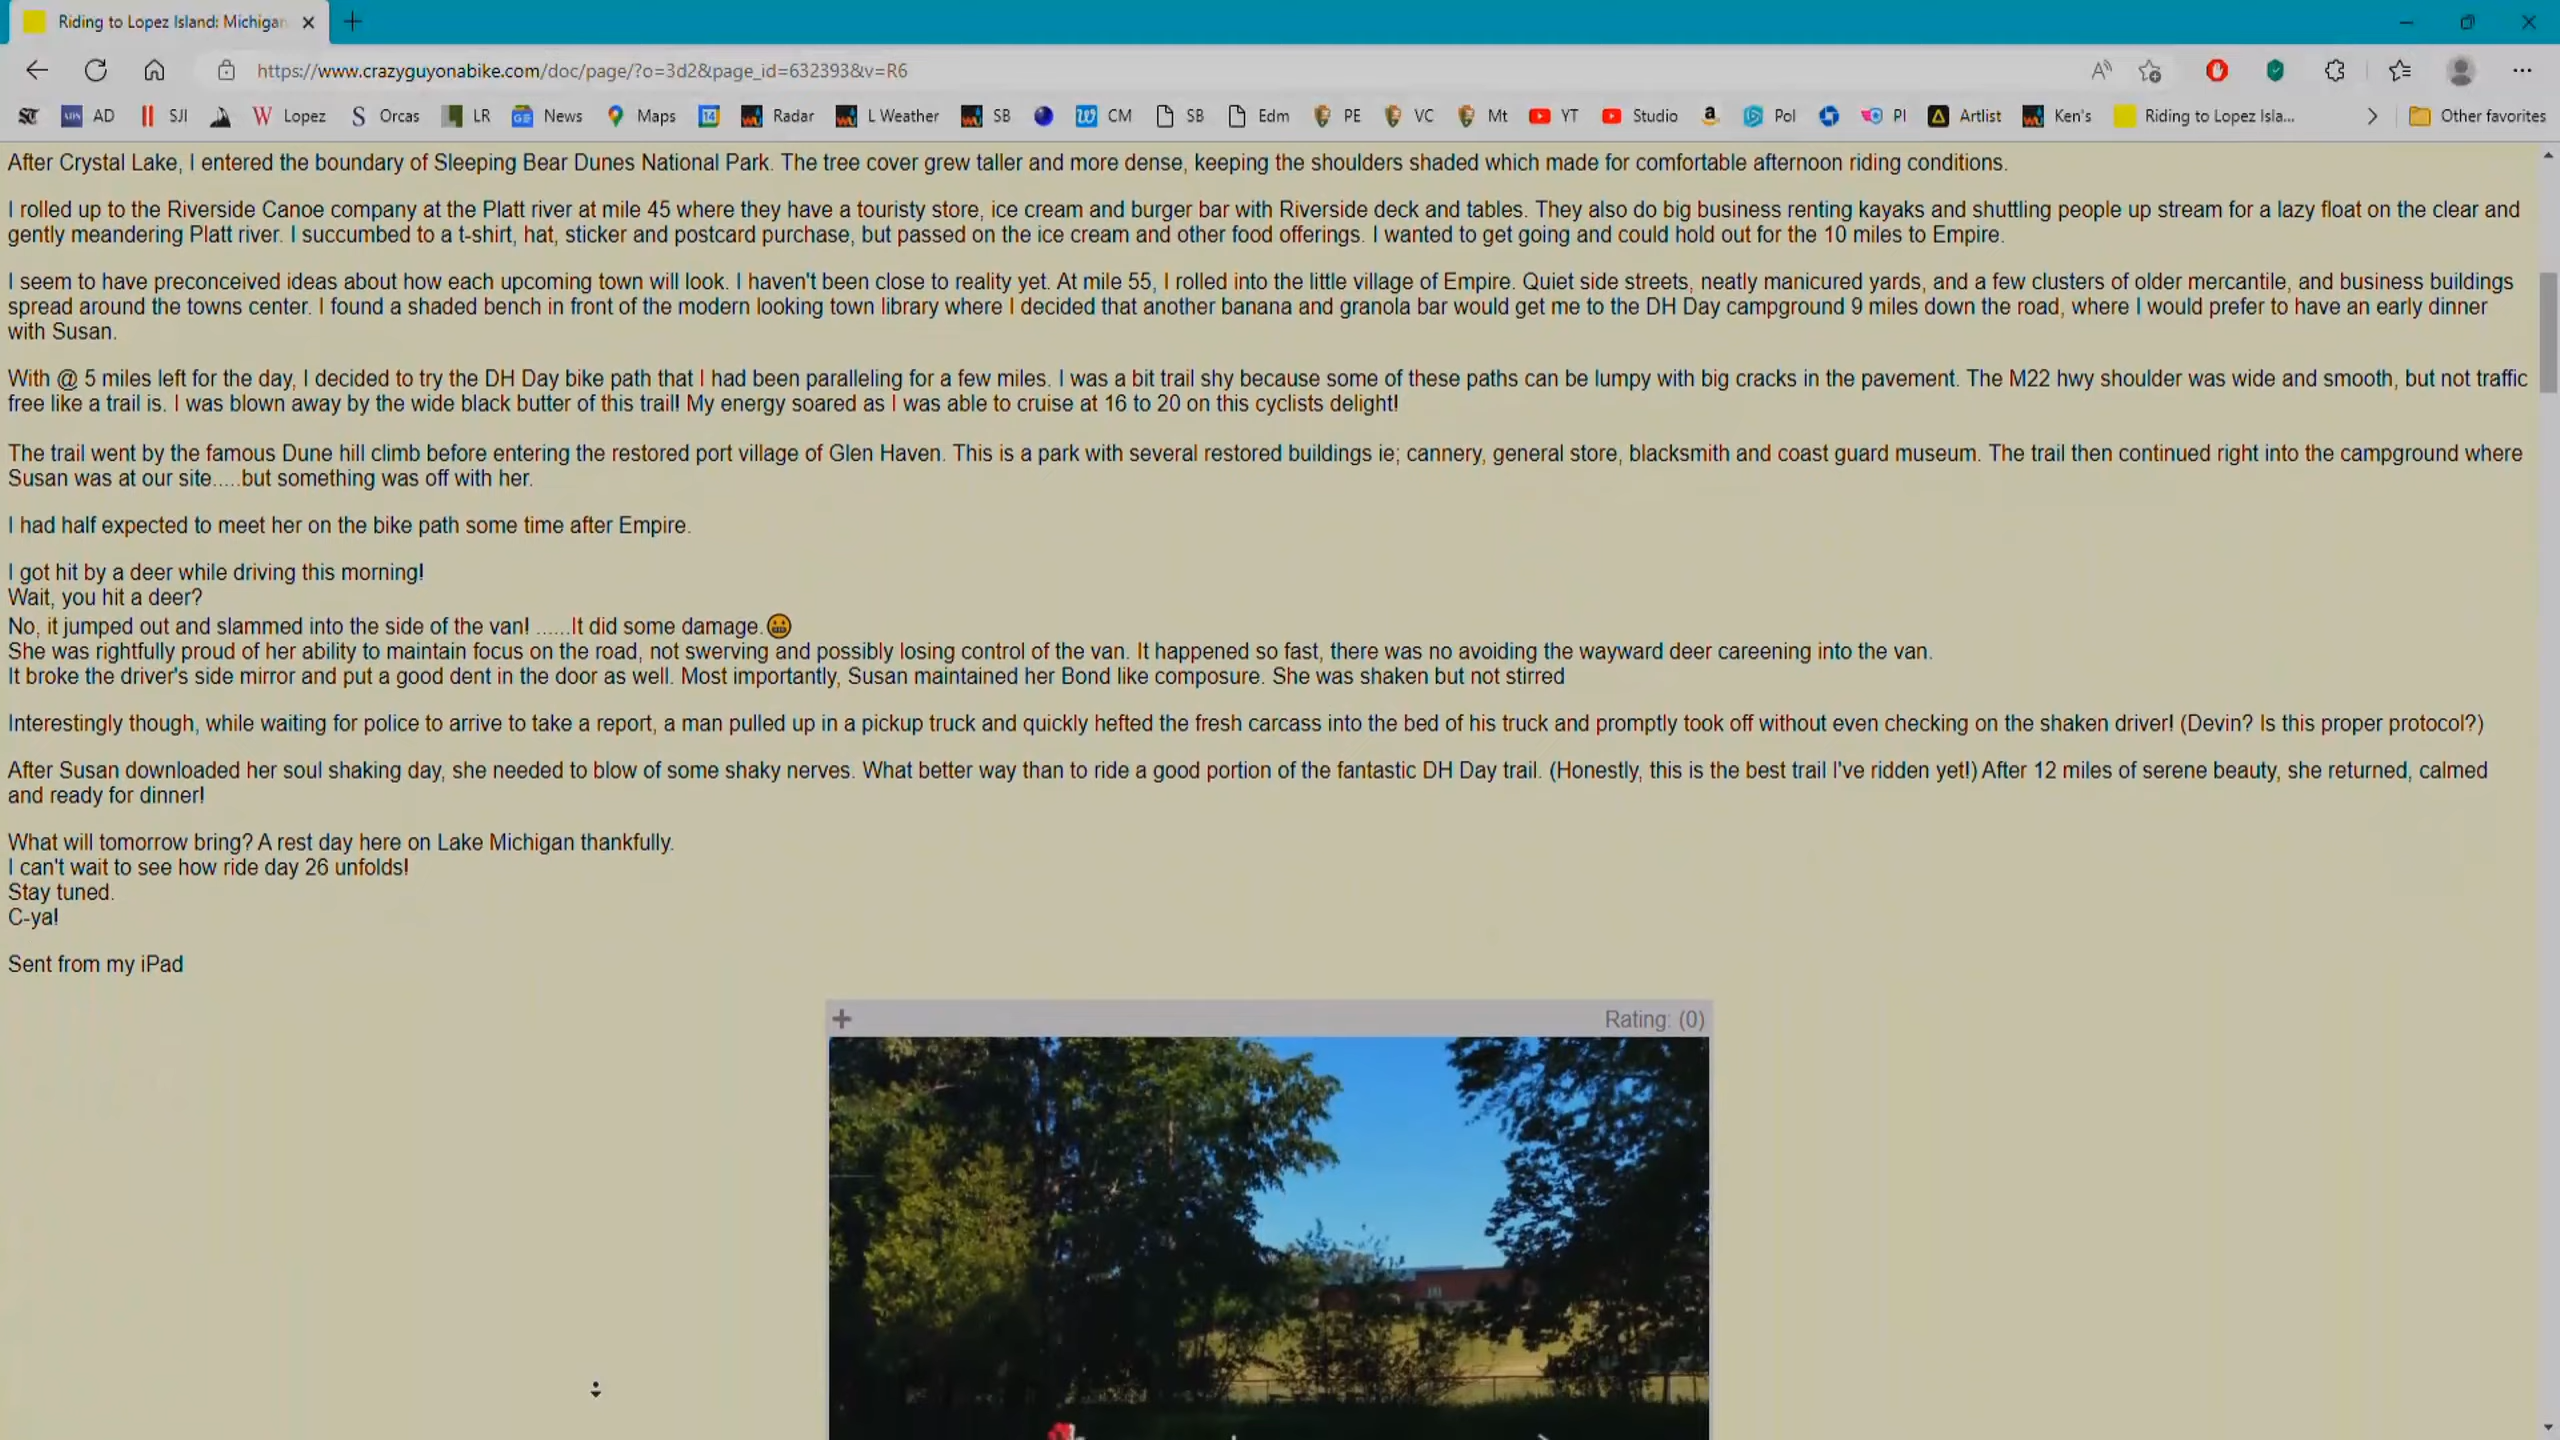 Riding to Lopez Island: Michigan
https://www.crazyguyonabike.com/doc/page/?o=3d2&page_id=632393&v=R6
AD SJI Lopez Orcas LR News Maps Radar L Weather SB CM SB Edm PE VC Mt YT Studio Pol PI Artlist Ken's Riding to Lopez Isla... Other favorites
After Crystal Lake, I entered the boundary of Sleeping Bear Dunes National Park. The tree cover grew taller and more dense, keeping the shoulders shaded which made for comfortable afternoon riding conditions.
I rolled up to the Riverside Canoe company at the Platt river at mile 45 where they have a touristy store, ice cream and burger bar with Riverside deck and tables. They also do big business renting kayaks and shuttling people up stream for a lazy float on the clear and
gently meandering Platt river. I succumbed to a t-shirt, hat, sticker and postcard purchase, but passed on the ice cream and other food offerings. I wanted to get going and could hold out for the 10 miles to Empire.
I seem to have preconceived ideas about how each upcoming town will look. I haven't been close to reality yet. At mile 55, I rolled into the little village of Empire. Quiet side streets, neatly manicured yards, and a few clusters of older mercantile, and business buildings
spread around the towns center. I found a shaded bench in front of the modern looking town library where I decided that another banana and granola bar would get me to the DH Day campground 9 miles down the road, where I would prefer to have an early dinner
with Susan.
With @ 5 miles left for the day, I decided to try the DH Day bike path that I had been paralleling for a few miles. I was a bit trail shy because some of these paths can be lumpy with big cracks in the pavement. The M22 hwy shoulder was wide and smooth, but not traffic
free like a trail is. I was blown away by the wide black butter of this trail! My energy soared as I was able to cruise at 16 to 20 on this cyclists delight!
The trail went by the famous Dune hill climb before entering the restored port village of Glen Haven. This is a park with several restored buildings ie; cannery, general store, blacksmith and coast guard museum. The trail then continued right into the campground where
Susan was at our site.....but something was off with her.
I had half expected to meet her on the bike path some time after Empire.
I got hit by a deer while driving this morning!
Wait, you hit a deer?
No, it jumped out and slammed into the side of the van! ......It did some damage.😬
She was rightfully proud of her ability to maintain focus on the road, not swerving and possibly losing control of the van. It happened so fast, there was no avoiding the wayward deer careening into the van.
It broke the driver's side mirror and put a good dent in the door as well. Most importantly, Susan maintained her Bond like composure. She was shaken but not stirred
Interestingly though, while waiting for police to arrive to take a report, a man pulled up in a pickup truck and quickly hefted the fresh carcass into the bed of his truck and promptly took off without even checking on the shaken driver! (Devin? Is this proper protocol?)
After Susan downloaded her soul shaking day, she needed to blow of some shaky nerves. What better way than to ride a good portion of the fantastic DH Day trail. (Honestly, this is the best trail I've ridden yet!) After 12 miles of serene beauty, she returned, calmed
and ready for dinner!
What will tomorrow bring? A rest day here on Lake Michigan thankfully.
I can't wait to see how ride day 26 unfolds!
Stay tuned.
C-ya!
Sent from my iPad
Rating: (0)